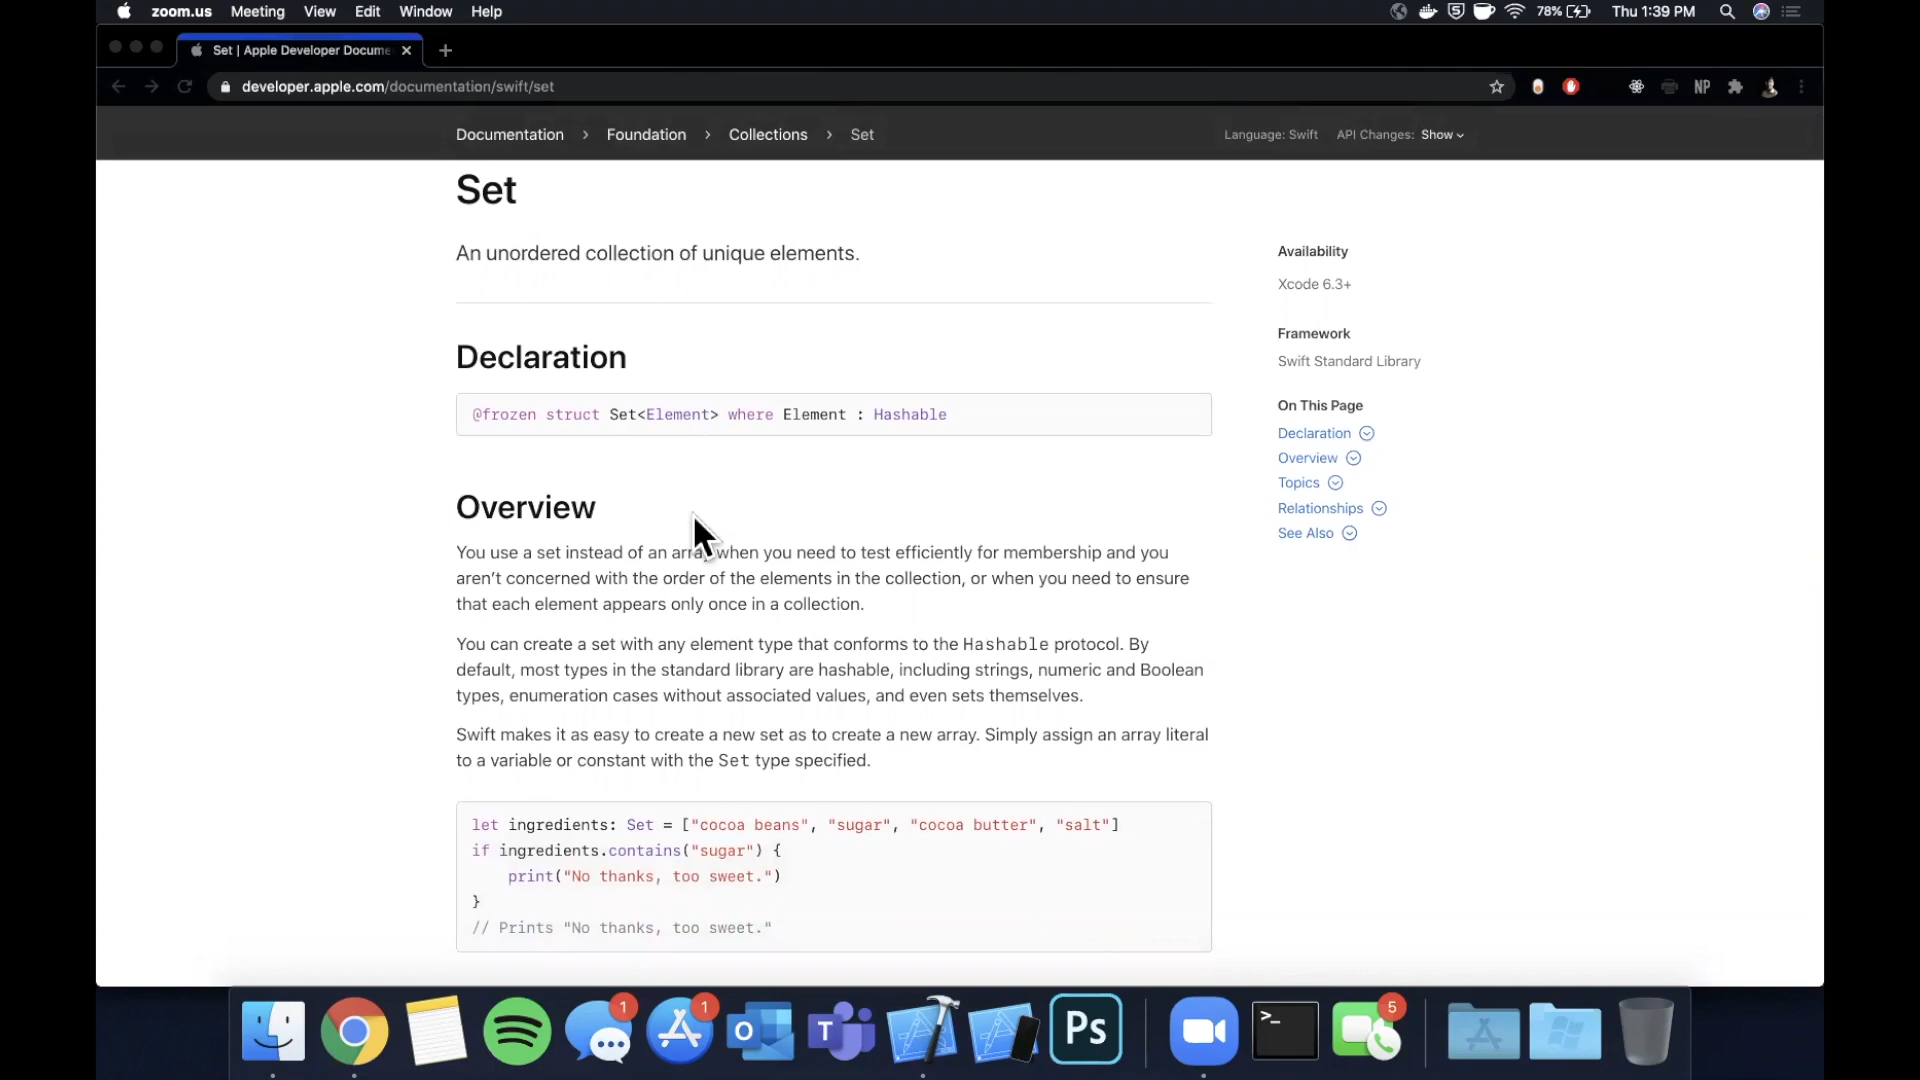 zoom.us Meeting View Edit Window Help 78% Thu 1:39 PM
Set | Apple Developer Docume
developer.apple.com/documentation/swift/set
NP
Documentation > Foundation > Collections > Set Language: Swift API Changes: Show
Set
An unordered collection of unique elements.
Declaration
@frozen struct Set<Element> where Element : Hashable
Overview
You use a set instead of an array when you need to test efficiently for membership and you
aren’t concerned with the order of the elements in the collection, or when you need to ensure
that each element appears only once in a collection.
You can create a set with any element type that conforms to the Hashable protocol. By
default, most types in the standard library are hashable, including strings, numeric and Boolean
types, enumeration cases without associated values, and even sets themselves.
Swift makes it as easy to create a new set as to create a new array. Simply assign an array literal
to a variable or constant with the Set type specified.
let ingredients: Set = ["cocoa beans", "sugar", "cocoa butter", "salt"]
if ingredients.contains("sugar") {
    print("No thanks, too sweet.")
}
// Prints "No thanks, too sweet."
Availability
Xcode 6.3+
Framework
Swift Standard Library
On This Page
Declaration
Overview
Topics
Relationships
See Also
1 1 O T Ps >_ 5